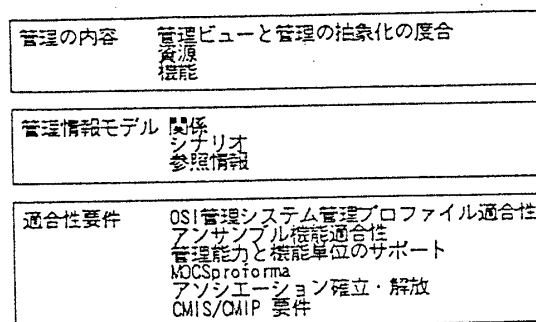 管理の内容 管理ビューと管理の抽象化の度合
資源
機能
管理情報モデル 関係
シナリオ
参照情報
適合性要件 OSI管理システム管理プロファイル適合性
アンサンブル機能適合性
管理能力と機能単位のサポート
MOCSproforma
アソシエーション確立・解放
CMIS/CMIP 要件